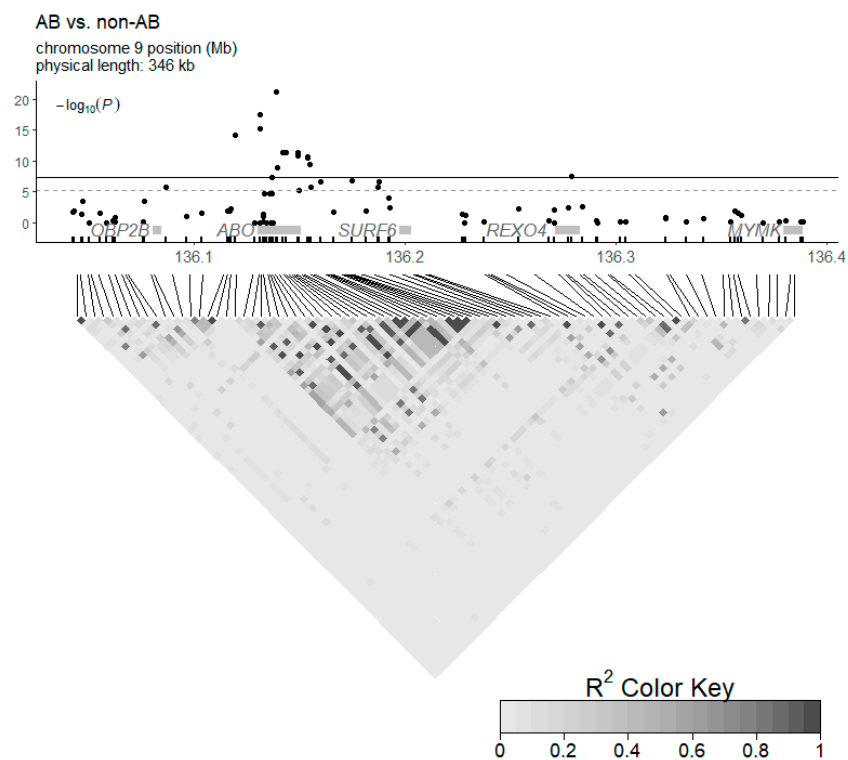 AB vs. non-AB
chromosome 9 position (Mb)
physical length: 346 kb
−log10(P)
20
15
10
5
0
OBP2B ABO SURF6 REXO4 MYMK
136.1 136.2 136.3 136.4
R² Color Key
0 0.2 0.4 0.6 0.8 1